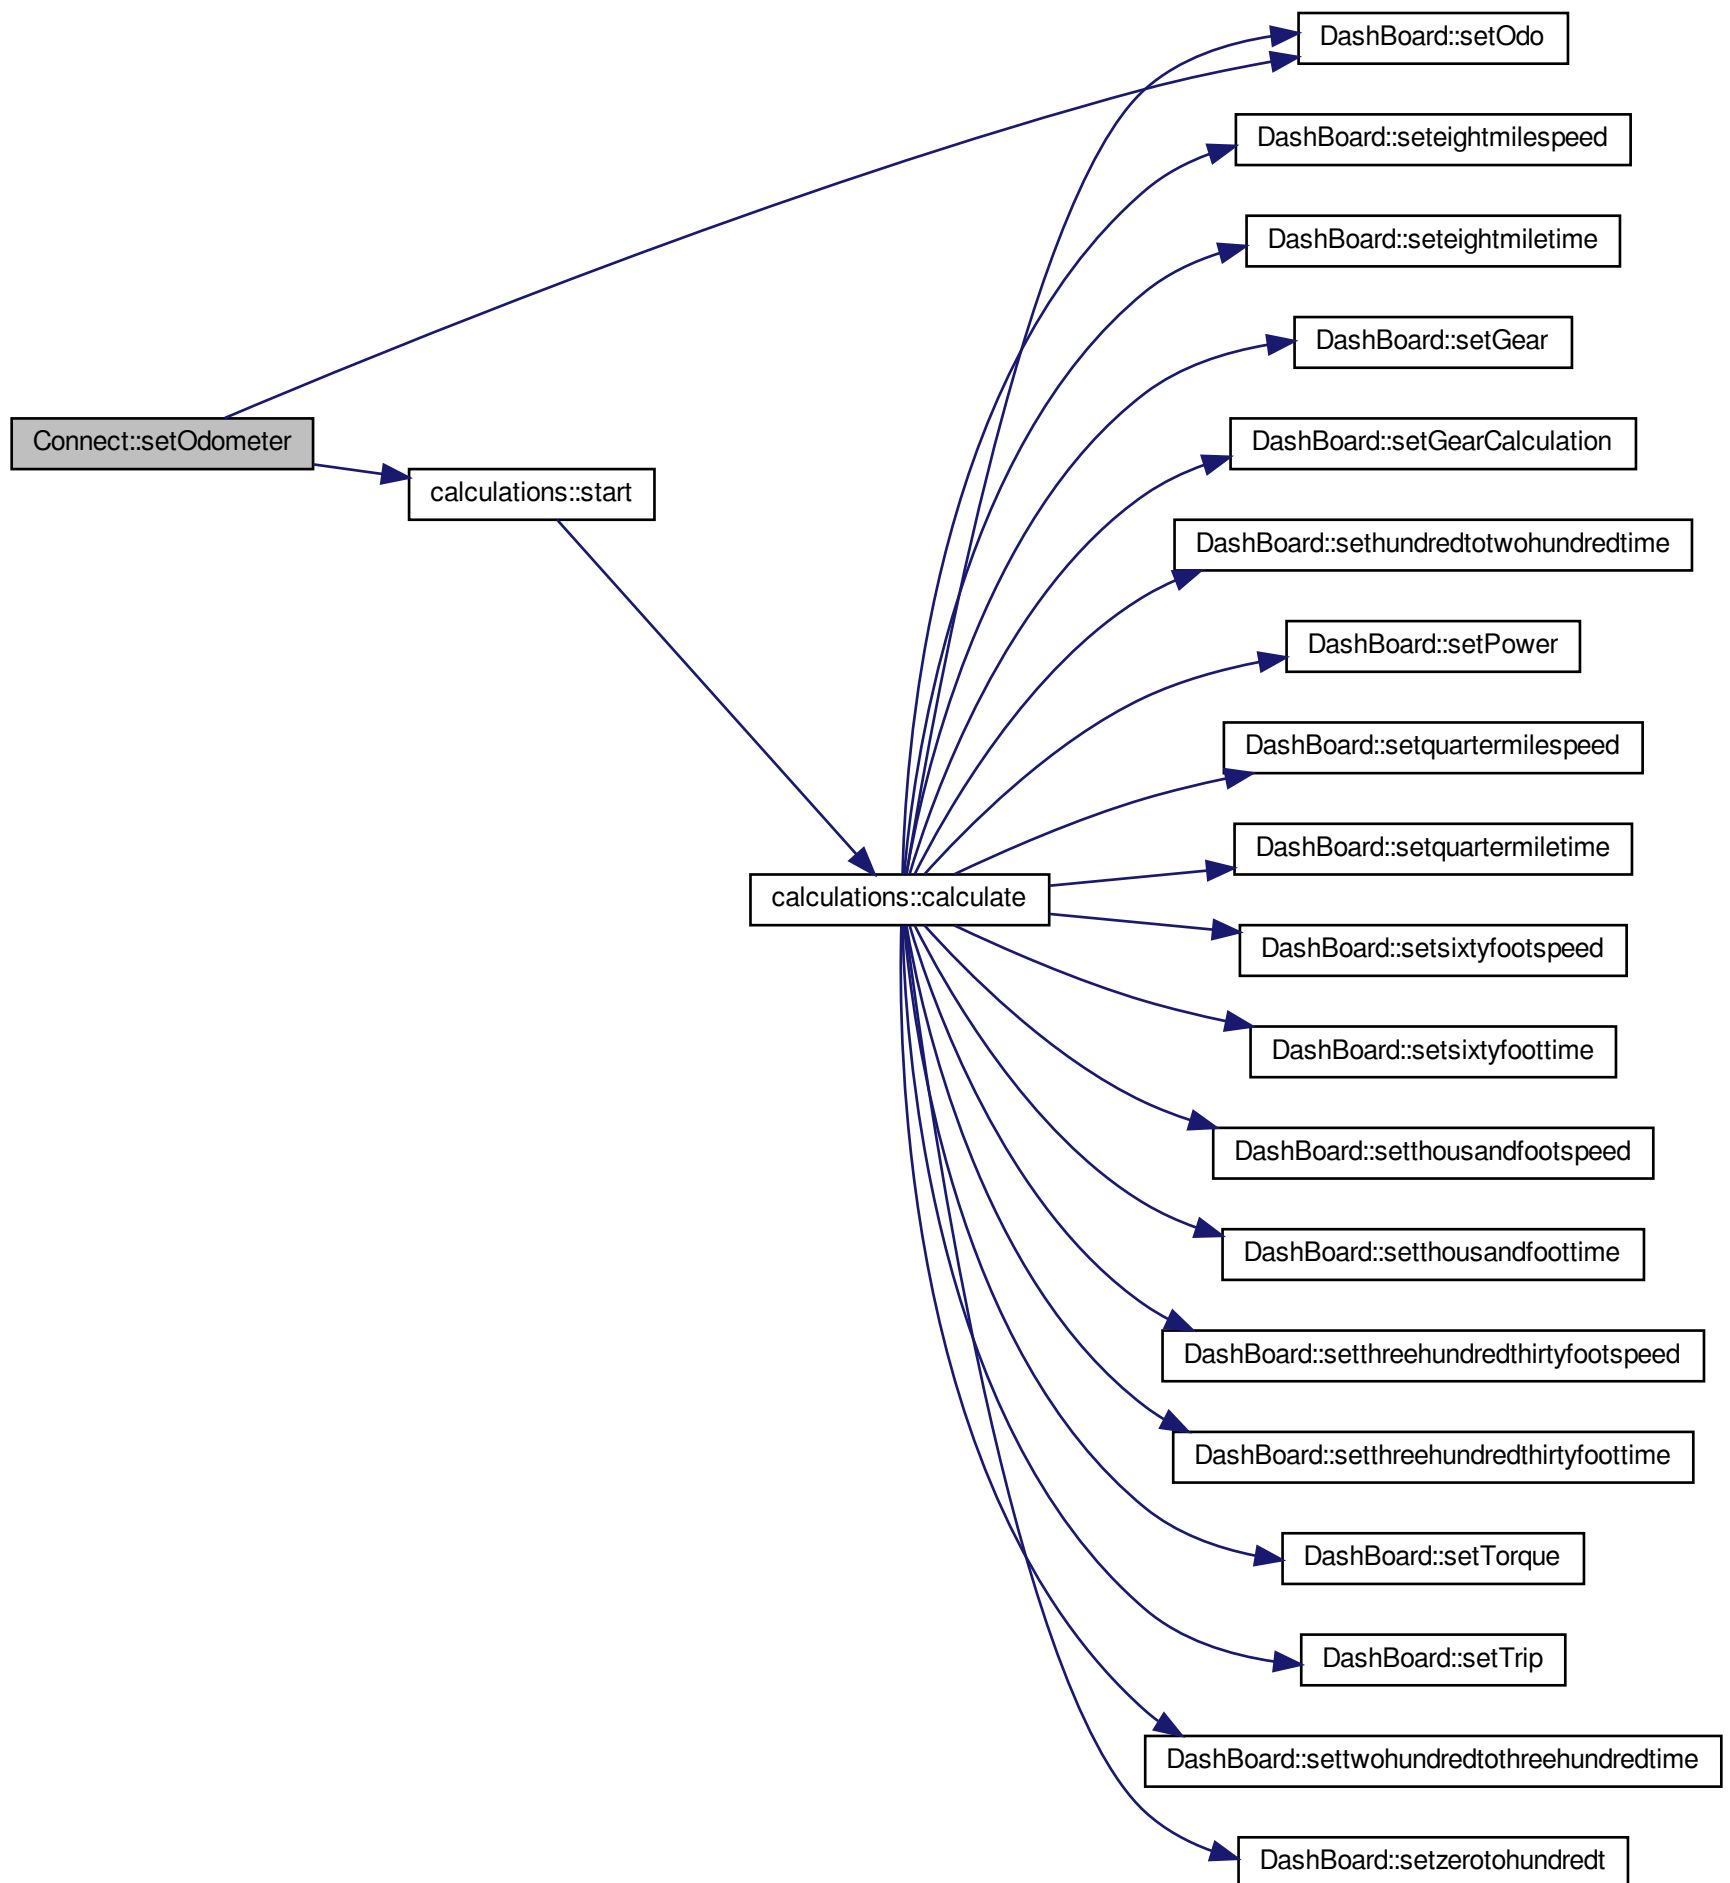 DashBoard::setOdo
DashBoard::seteightmilespeed
DashBoard::seteightmiletime
DashBoard::setGear
Connect::setOdometer
DashBoard::setGearCalculation
calculations::start
DashBoard::sethundredtotwohundredtime
DashBoard::setPower
DashBoard::setquartermilespeed
DashBoard::setquartermiletime
calculations::calculate
DashBoard::setsixtyfootspeed
DashBoard::setsixtyfoottime
DashBoard::setthousandfootspeed
DashBoard::setthousandfoottime
DashBoard::setthreehundredthirtyfootspeed
DashBoard::setthreehundredthirtyfoottime
DashBoard::setTorque
DashBoard::setTrip
DashBoard::settwohundredtothreehundredtime
DashBoard::setzerotohundredt